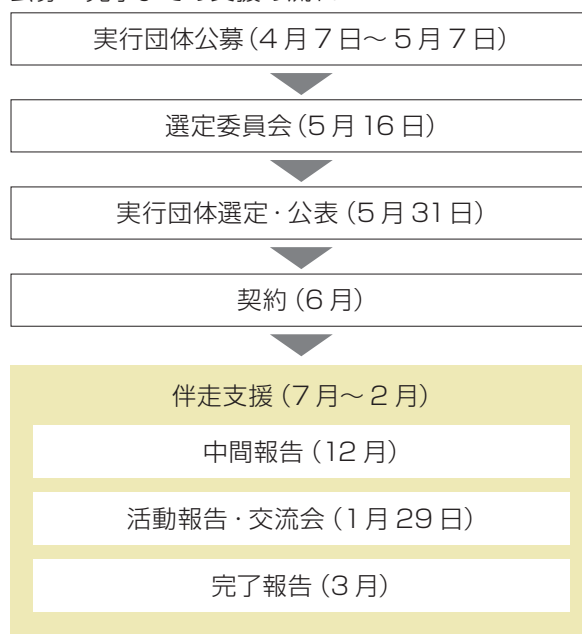 実行団体公募(4月7日～5月7日)
選定委員会(5月16日)
実行団体選定・公表(5月31日)
契約(6月)
伴走支援(7月～2月)
中間報告(12月)
活動報告・交流会(1月29日)
完了報告(3月)